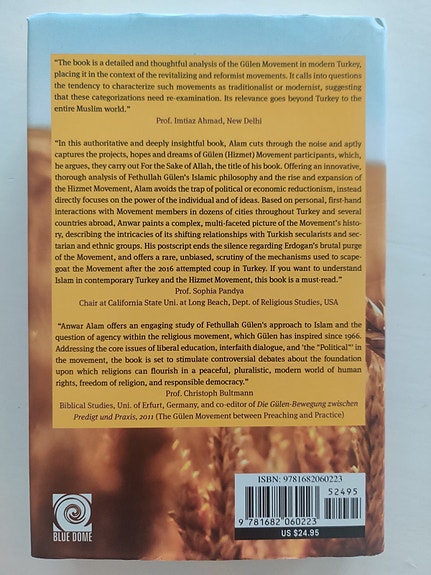 "The book is a detailed and thoughtful analysis of the Gülen Movement in modern Turkey,
placing it in the context of the revitalizing and reformist movements. It calls into questions
the tendency to characterize such movements as traditionalist or modernist, suggesting
that these categorizations need re-examination. Its relevance goes beyond Turkey to the
entire Muslim world."
Prof. Imtiaz Ahmad, New Delhi
"In this authoritative and deeply insightful book, Alam cuts through the noise and aptly
captures the projects, hopes and dreams of Gülen (Hizmet) Movement participants, which,
he argues, they carry out For the Sake of Allah, the title of his book. Offering an innovative,
thorough analysis of Fethullah Gülen's Islamic philosophy and the rise and expansion of
the Hizmet Movement, Alam avoids the trap of political or economic reductionism, instead
directly focuses on the power of the individual and of ideas. Based on personal, first-hand
interactions with Movement members in dozens of cities throughout Turkey and several
countries abroad, Anwar paints a complex, multi-faceted picture of the Movement's histo-
ry, describing the intricacies of its shifting relationships with Turkish secularists and sec-
tarian and ethnic groups. His postscript ends the silence regarding Erdogan's brutal purge
of the Movement, and offers a rare, unbiased, scrutiny of the mechanisms used to scape-
goat the Movement after the 2016 attempted coup in Turkey. If you want to understand
Islam in contemporary Turkey and the Hizmet Movement, this book is a must-read."
Prof. Sophia Pandya
Chair at California State Uni. at Long Beach, Dept. of Religious Studies, USA
"Anwar Alam offers an engaging study of Fethullah Gülen's approach to Islam and the
question of agency within the religious movement, which Gülen has inspired since 1966.
Addressing the core issues of liberal education, interfaith dialogue, and 'the "Political"' in
the movement, the book is set to stimulate controversial debates about the foundation
upon which religions can flourish in a peaceful, pluralistic, modern world of human
rights, freedom of religion, and responsible democracy."
Prof. Christoph Bultmann
Biblical Studies, Uni. of Erfurt, Germany, and co-editor of Die Gülen-Bewegung zwischen
Predigt und Praxis, 2011 (The Gülen Movement between Preaching and Practice)
ISBN: 9781682060223
52495
9 781682 060223
US $24.95
BLUE DOME